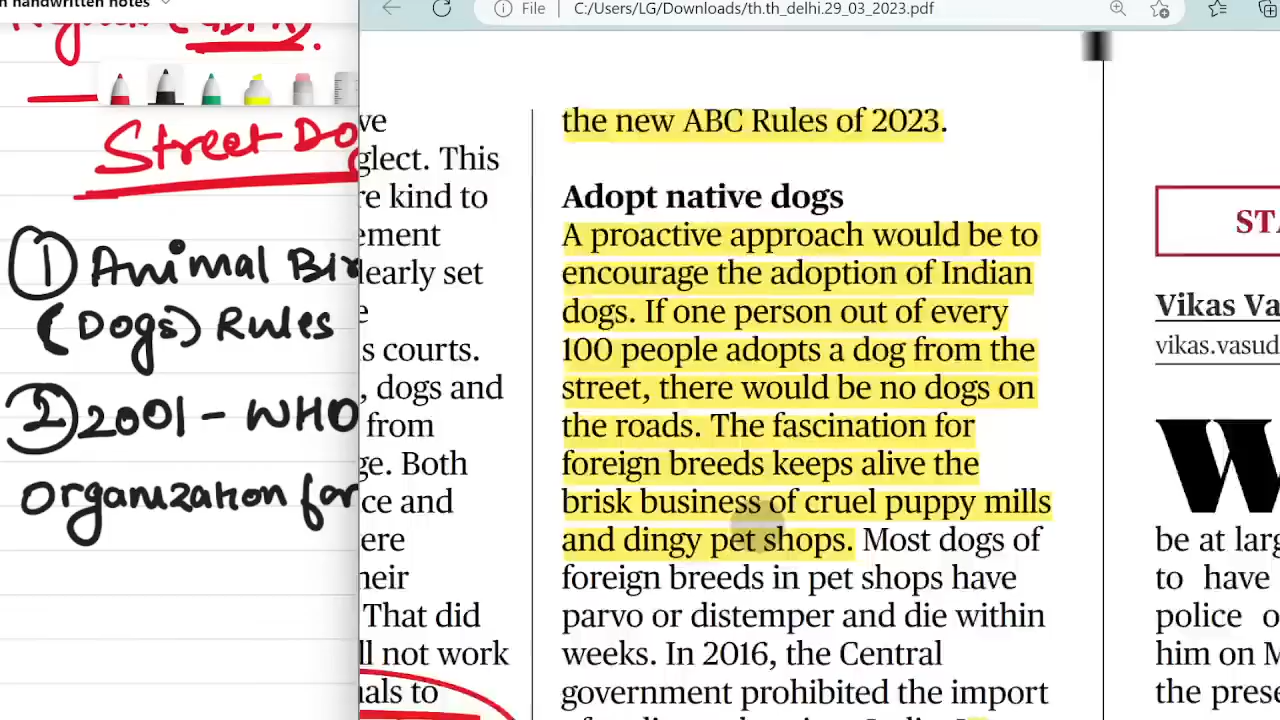 n handwritten notes
Street Do
① Animal Bir
(Dogs) Rules
② 2001 - WHO
Organization for
File C:/Users/LG/Downloads/th.th_delhi.29_03_2023.pdf
ve
glect. This
re kind to
ement
learly set
e
s courts.
, dogs and
from
ge. Both
ce and
ere
heir
That did
ll not work
als to
the new ABC Rules of 2023.
Adopt native dogs
A proactive approach would be to
encourage the adoption of Indian
dogs. If one person out of every
100 people adopts a dog from the
street, there would be no dogs on
the roads. The fascination for
foreign breeds keeps alive the
brisk business of cruel puppy mills
and dingy pet shops. Most dogs of
foreign breeds in pet shops have
parvo or distemper and die within
weeks. In 2016, the Central
government prohibited the import
STA
Vikas Va
vikas.vasud
W
be at larg
to have
police o
him on M
the prese